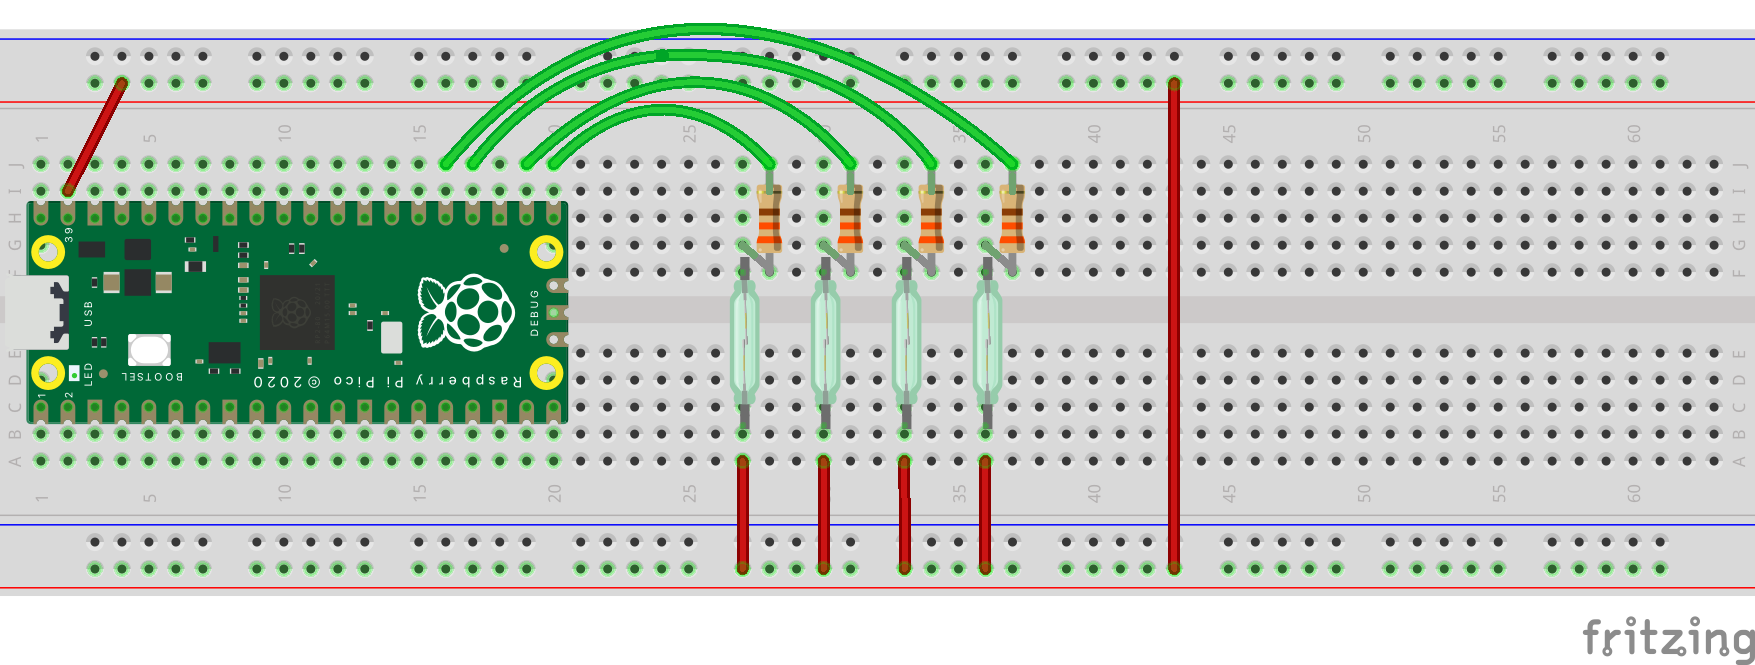 1 5 10 15 20 25 30 35 40 45 50 55 60
J J
I I
H H
G G
F F
39
USB
DEBUG
LED
BOOTSEL
Raspberry Pi Pico © 2020
1
2
E E
D D
C C
B B
A A
1 5 10 15 20 25 30 35 40 45 50 55 60
fritzing